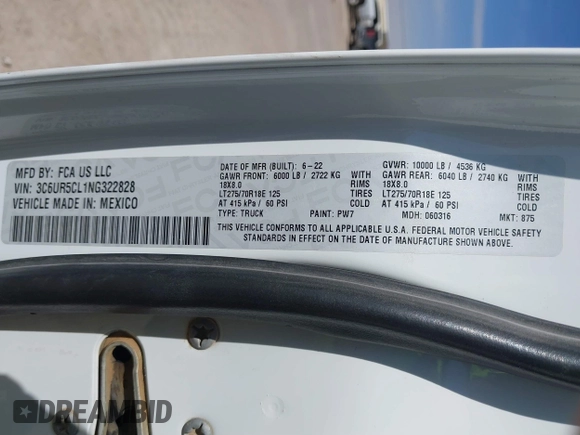 MFD BY: FCA US LLC
VIN: 3C6UR5CL1NG322828
VEHICLE MADE IN: MEXICO
DATE OF MFR (BUILT): 6-22 GVWR: 10000 LB / 4536 KG
GAWR FRONT: 6000 LB / 2722 KG WITH GAWR REAR: 6040 LB / 2740 KG WITH
18X8.0 RIMS 18X8.0 RIMS
LT275/70R18E 125 TIRES LT275/70R18E 125 TIRES
AT 415 kPa / 60 PSI COLD AT 415 kPa / 60 PSI COLD
TYPE: TRUCK PAINT: PW7 MDH: 060316 MKT: 875
THIS VEHICLE CONFORMS TO ALL APPLICABLE U.S.A. FEDERAL MOTOR VEHICLE SAFETY
STANDARDS IN EFFECT ON THE DATE OF MANUFACTURE SHOWN ABOVE.
DREAMBID